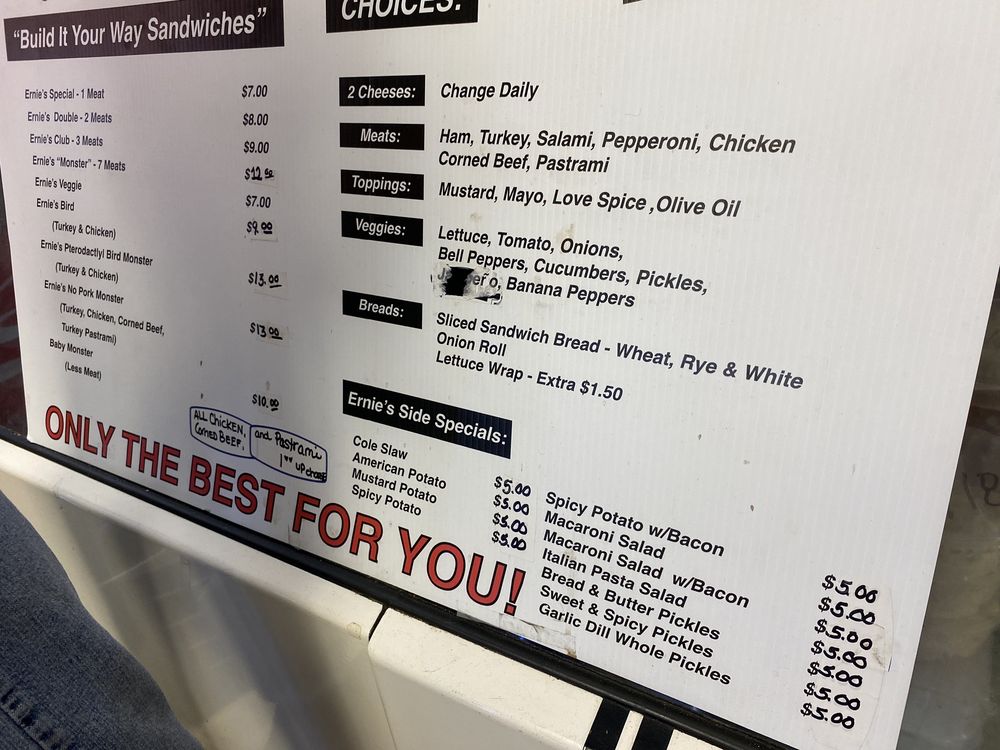 "Build It Your Way Sandwiches"
Ernie's Special - 1 Meat $7.00
Ernie's Double - 2 Meats $8.00
Ernie's Club - 3 Meats $9.00
Ernie's "Monster" - 7 Meats $12.00
Ernie's Veggie $7.00
Ernie's Bird $9.00
(Turkey & Chicken)
Ernie's Pterodactlyl Bird Monster $13.00
(Turkey & Chicken)
Ernie's No Pork Monster $13.00
(Turkey, Chicken, Corned Beef,
Turkey Pastrami)
Baby Monster $10.00
(Less Meat)
ALL Chicken,
Corned BEEF,
and Pastrami
1.00 up charge
ONLY THE BEST FOR YOU!
CHOICES:
2 Cheeses: Change Daily
Meats: Ham, Turkey, Salami, Pepperoni, Chicken
Corned Beef, Pastrami
Toppings: Mustard, Mayo, Love Spice ,Olive Oil
Veggies: Lettuce, Tomato, Onions,
Bell Peppers, Cucumbers, Pickles,
Banana Peppers
Breads: Sliced Sandwich Bread - Wheat, Rye & White
Onion Roll
Lettuce Wrap - Extra $1.50
Ernie's Side Specials:
Cole Slaw $5.00
American Potato $5.00
Mustard Potato $5.00
Spicy Potato $5.00
Spicy Potato w/Bacon $5.00
Macaroni Salad $5.00
Macaroni Salad w/Bacon $5.00
Italian Pasta Salad $5.00
Bread & Butter Pickles $5.00
Sweet & Spicy Pickles $5.00
Garlic Dill Whole Pickles $5.00